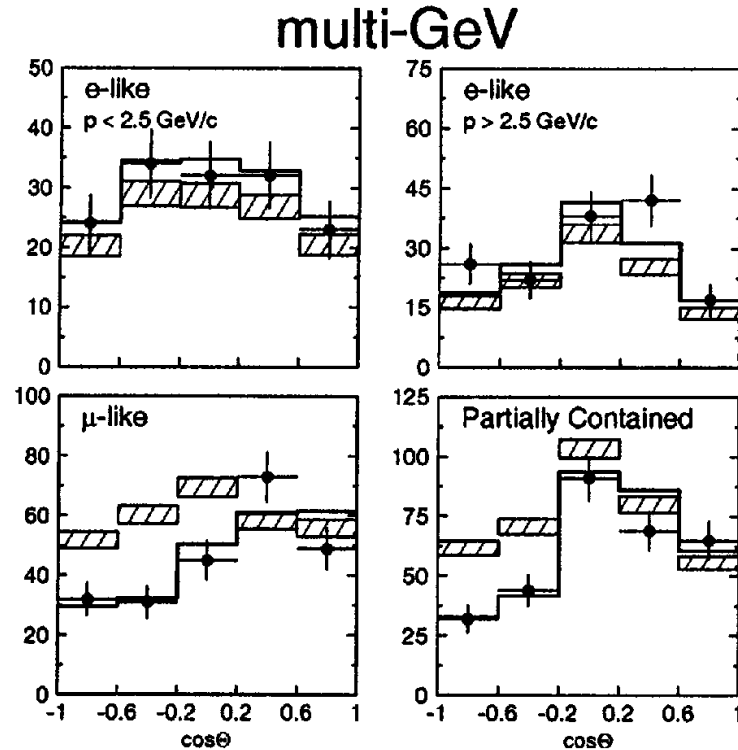 multi-GeV
50
40
30
20
10
0
e-like
p < 2.5 GeV/c
75
60
45
30
15
0
e-like
p > 2.5 GeV/c
100
80
60
40
20
0
μ-like
-1 -0.6 -0.2 0.2 0.6 1
cosΘ
125
100
75
50
25
0
Partially Contained
-1 -0.6 -0.2 0.2 0.6 1
cosΘ